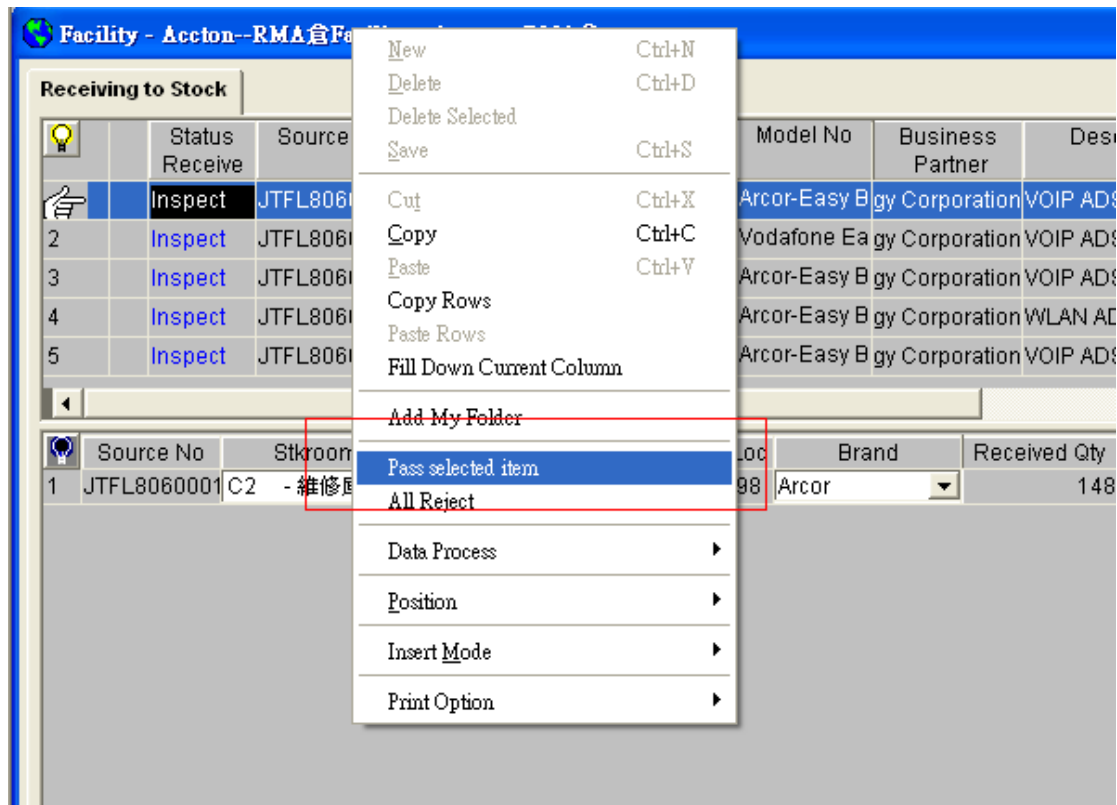 Facility - Accton--RMA倉Fa
Receiving to Stock
Status Receive
Source
Model No
Business Partner
Inspect JTFL806 Arcor-Easy B gy Corporation VOIP ADS
2 Inspect JTFL806 Vodafone Ea gy Corporation VOIP ADS
3 Inspect JTFL806 Arcor-Easy B gy Corporation VOIP ADS
4 Inspect JTFL806 Arcor-Easy B gy Corporation WLAN AD
5 Inspect JTFL806 Arcor-Easy B gy Corporation VOIP ADS
Source No Stkroom Loc Brand Received Qty
1 JTFL8060001 C2 - 維修 98 Arcor 148
New Ctrl+N
Delete Ctrl+D
Delete Selected
Save Ctrl+S
Cut Ctrl+X
Copy Ctrl+C
Paste Ctrl+V
Copy Rows
Paste Rows
Fill Down Current Column
Add My Folder
Pass selected item
All Reject
Data Process
Position
Insert Mode
Print Option